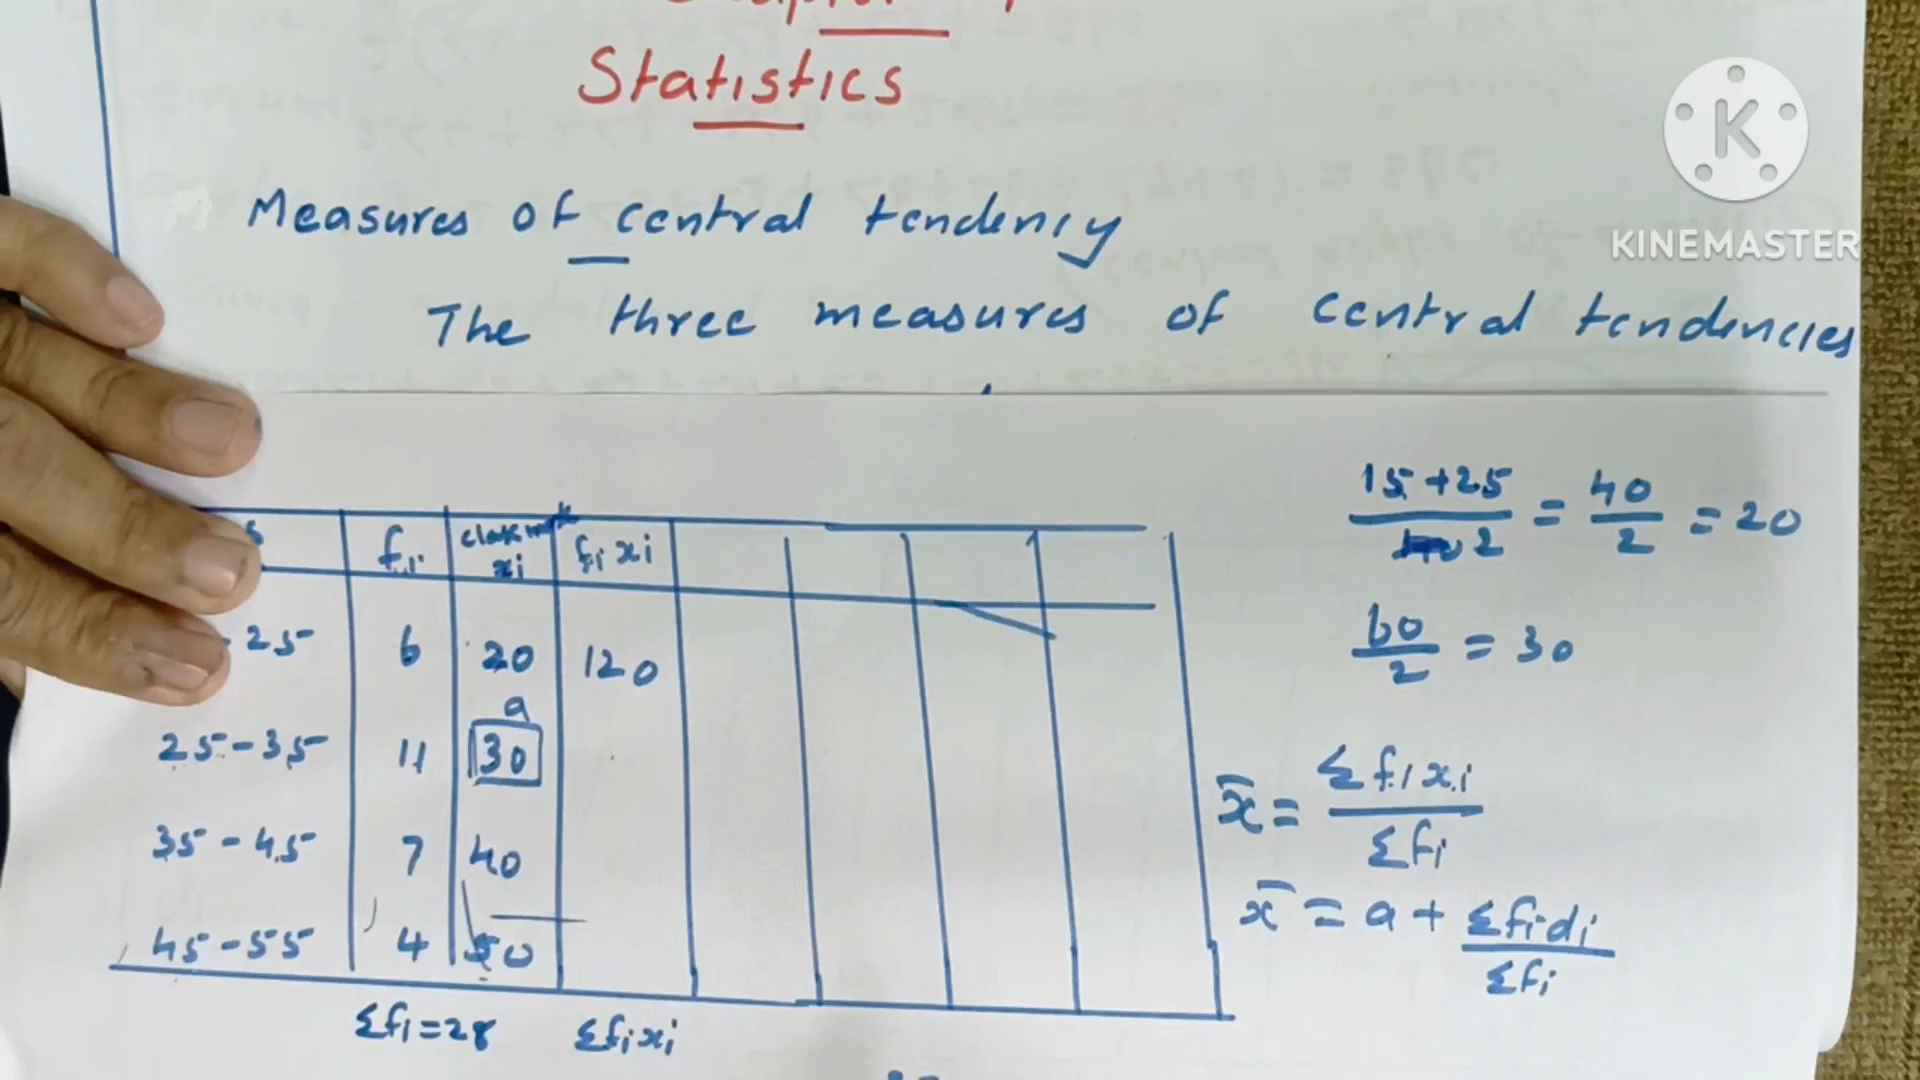 Statistics
K
KINEMASTER
Measures of central tendency
The three measures of central tendencies
fi class mark xi fi xi
25 6 20 120
a
25-35 11 30
35-45 7 40
45-55 4 50
Σfi=28 Σfixi
15+25/2 = 40/2 = 20
60/2 = 30
x̄ = Σfixi/Σfi
x̄ = a + Σfidi/Σfi